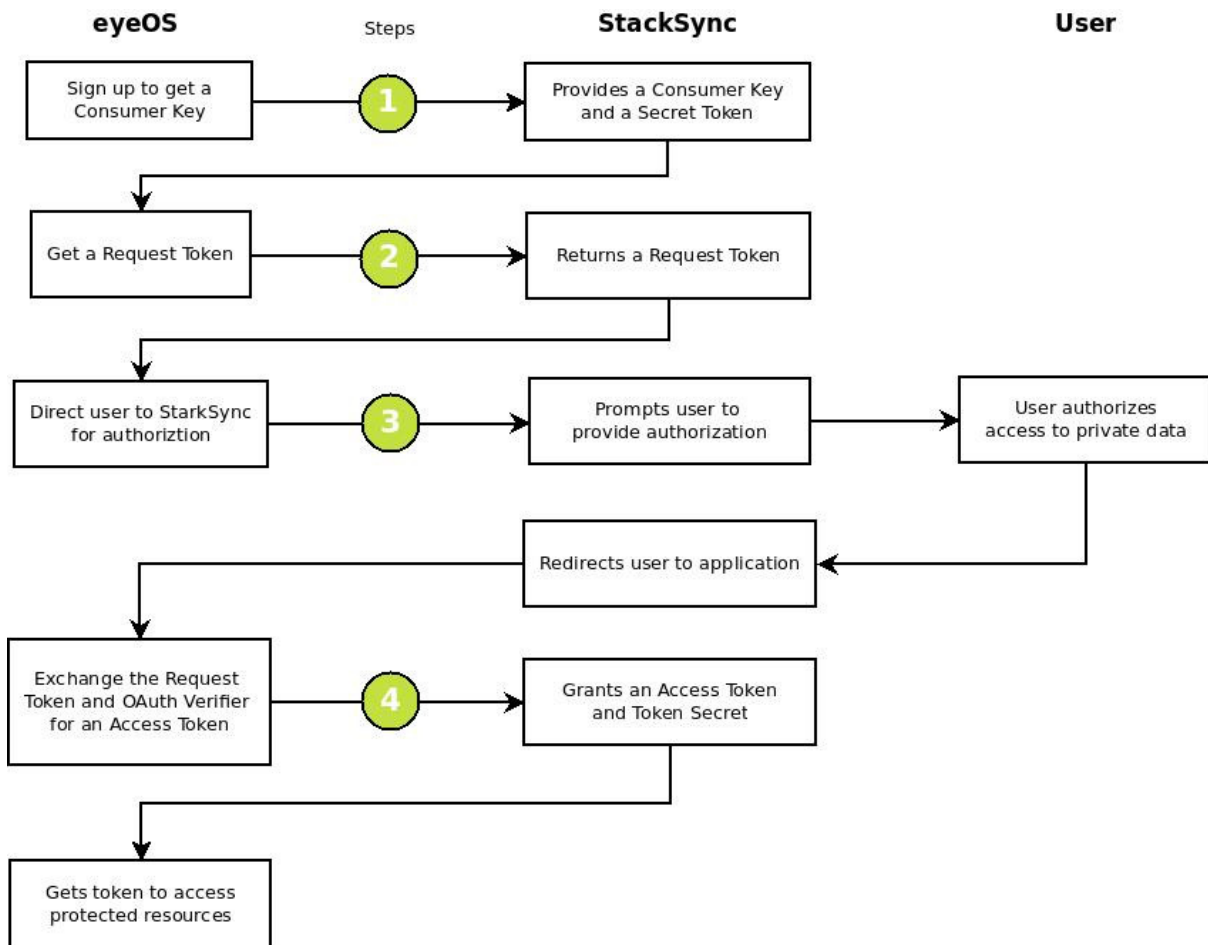 eyeOS
Steps
StackSync
User
Sign up to get a
Consumer Key
1
Provides a Consumer Key
and a Secret Token
Get a Request Token
2
Returns a Request Token
Direct user to StarkSync
for authoriztion
3
Prompts user to
provide authorization
User authorizes
access to private data
Redirects user to application
Exchange the Request
Token and OAuth Verifier
for an Access Token
4
Grants an Access Token
and Token Secret
Gets token to access
protected resources